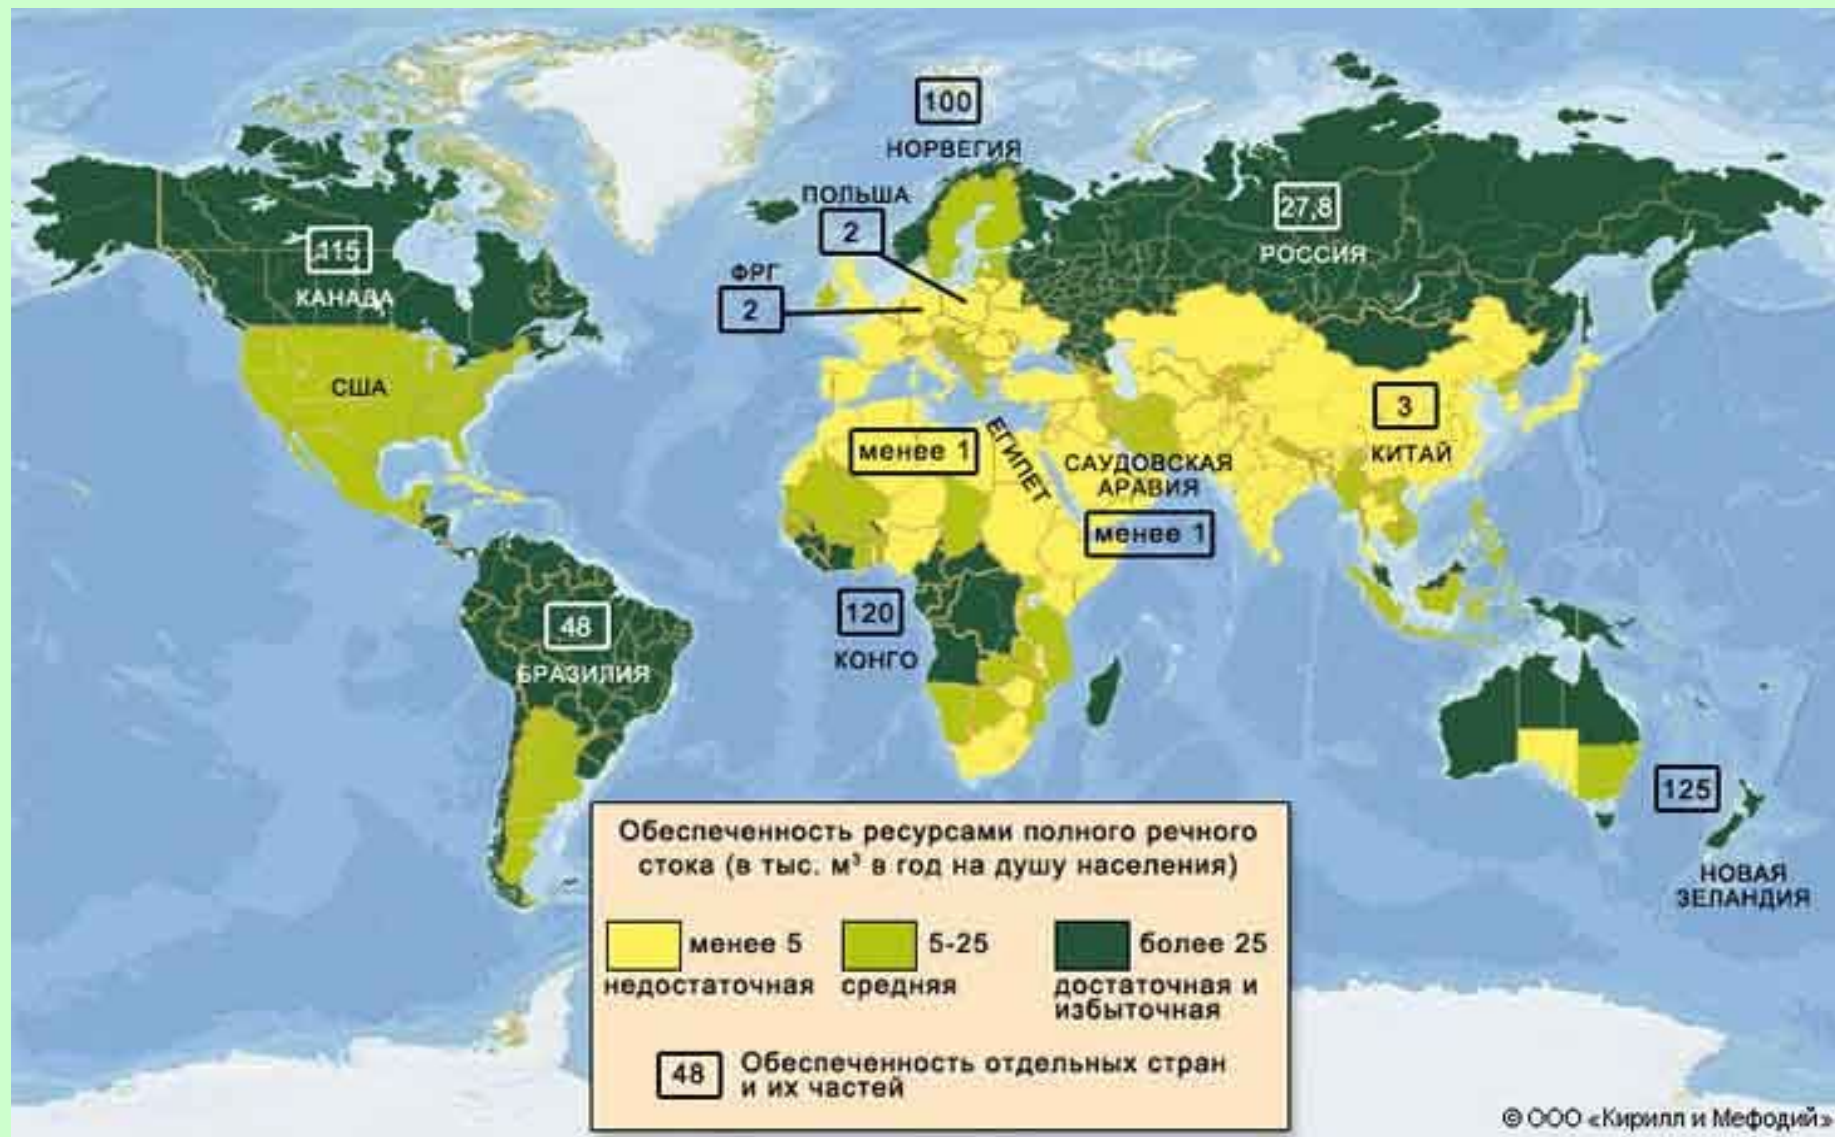 100
НОРВЕГИЯ
ПОЛЬША
2
ФРГ
2
27,8
РОССИЯ
115
КАНАДА
США
3
КИТАЙ
менее 1
ЕГИПЕТ
САУДОВСКАЯ
АРАВИЯ
менее 1
48
БРАЗИЛИЯ
120
КОНГО
125
НОВАЯ
ЗЕЛАНДИЯ
Обеспеченность ресурсами полного речного
стока (в тыс. м³ в год на душу населения)
менее 5
недостаточная
5-25
средняя
более 25
достаточная и
избыточная
48
Обеспеченность отдельных стран
и их частей
© ООО «Кирилл и Мефодий»